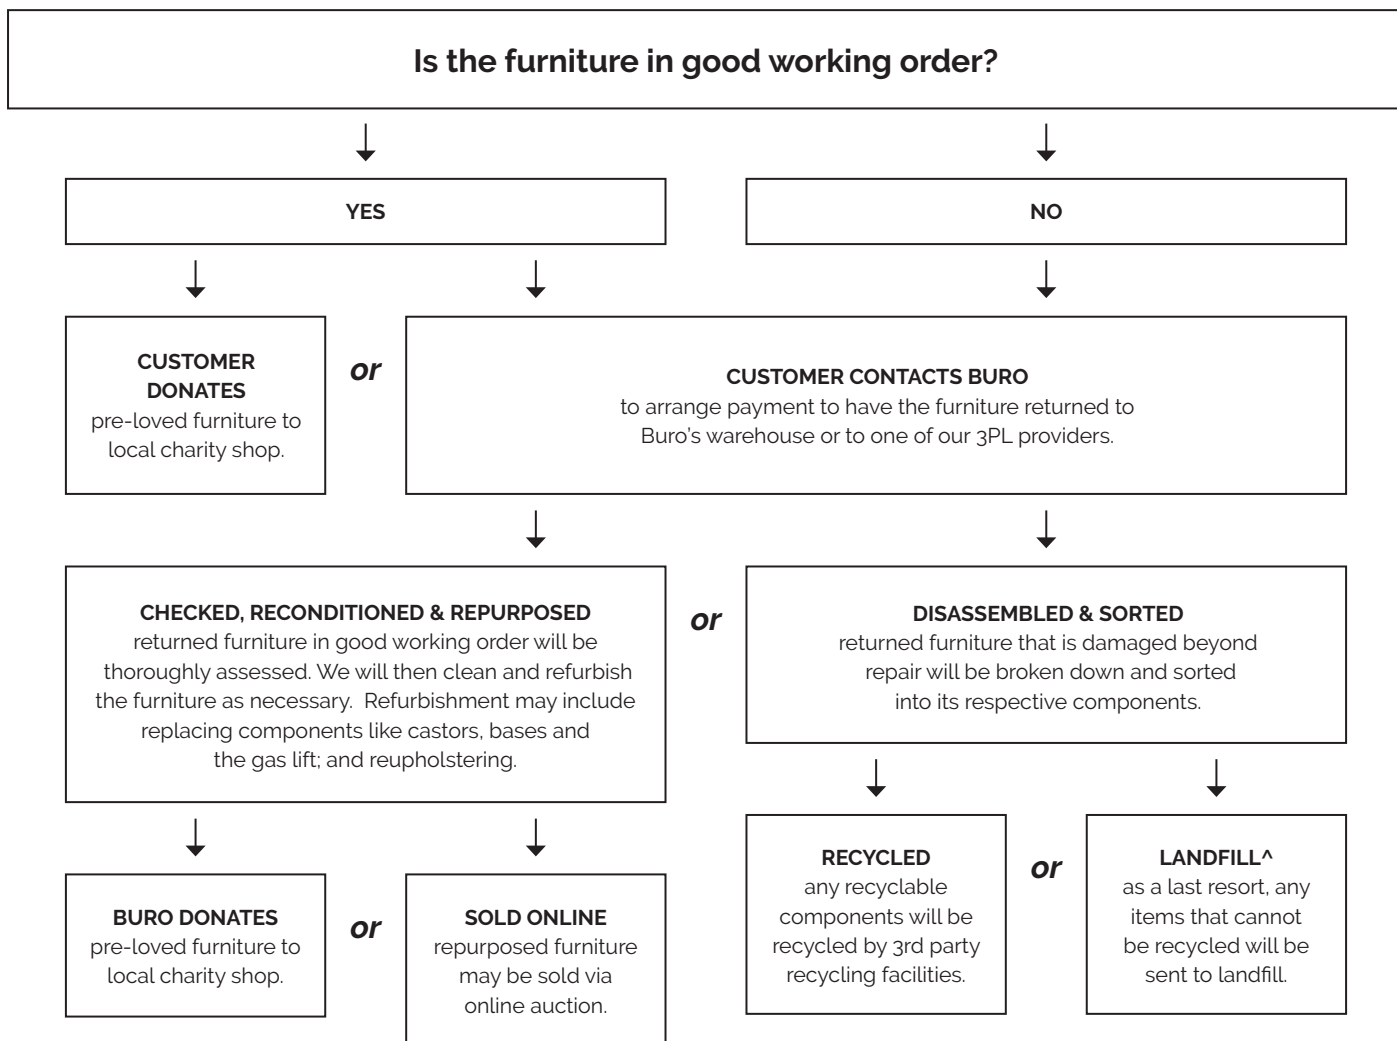 Is the furniture in good working order?
YES
NO
CUSTOMER
DONATES
pre-loved furniture to
local charity shop.
or
CUSTOMER CONTACTS BURO
to arrange payment to have the furniture returned to
Buro's warehouse or to one of our 3PL providers.
CHECKED, RECONDITIONED & REPURPOSED
returned furniture in good working order will be
thoroughly assessed. We will then clean and refurbish
the furniture as necessary.  Refurbishment may include
replacing components like castors, bases and
the gas lift; and reupholstering.
or
DISASSEMBLED & SORTED
returned furniture that is damaged beyond
repair will be broken down and sorted
into its respective components.
BURO DONATES
pre-loved furniture to
local charity shop.
or
SOLD ONLINE
repurposed furniture
may be sold via
online auction.
RECYCLED
any recyclable
components will be
recycled by 3rd party
recycling facilities.
or
LANDFILL^
as a last resort, any
items that cannot
be recycled will be
sent to landfill.